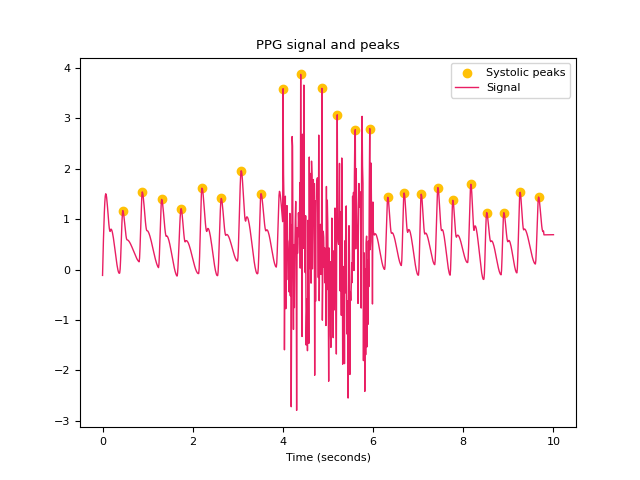 PPG signal and peaks
Systolic peaks
Signal
4
3
2
1
0
−1
−2
−3
0 2 4 6 8 10
Time (seconds)